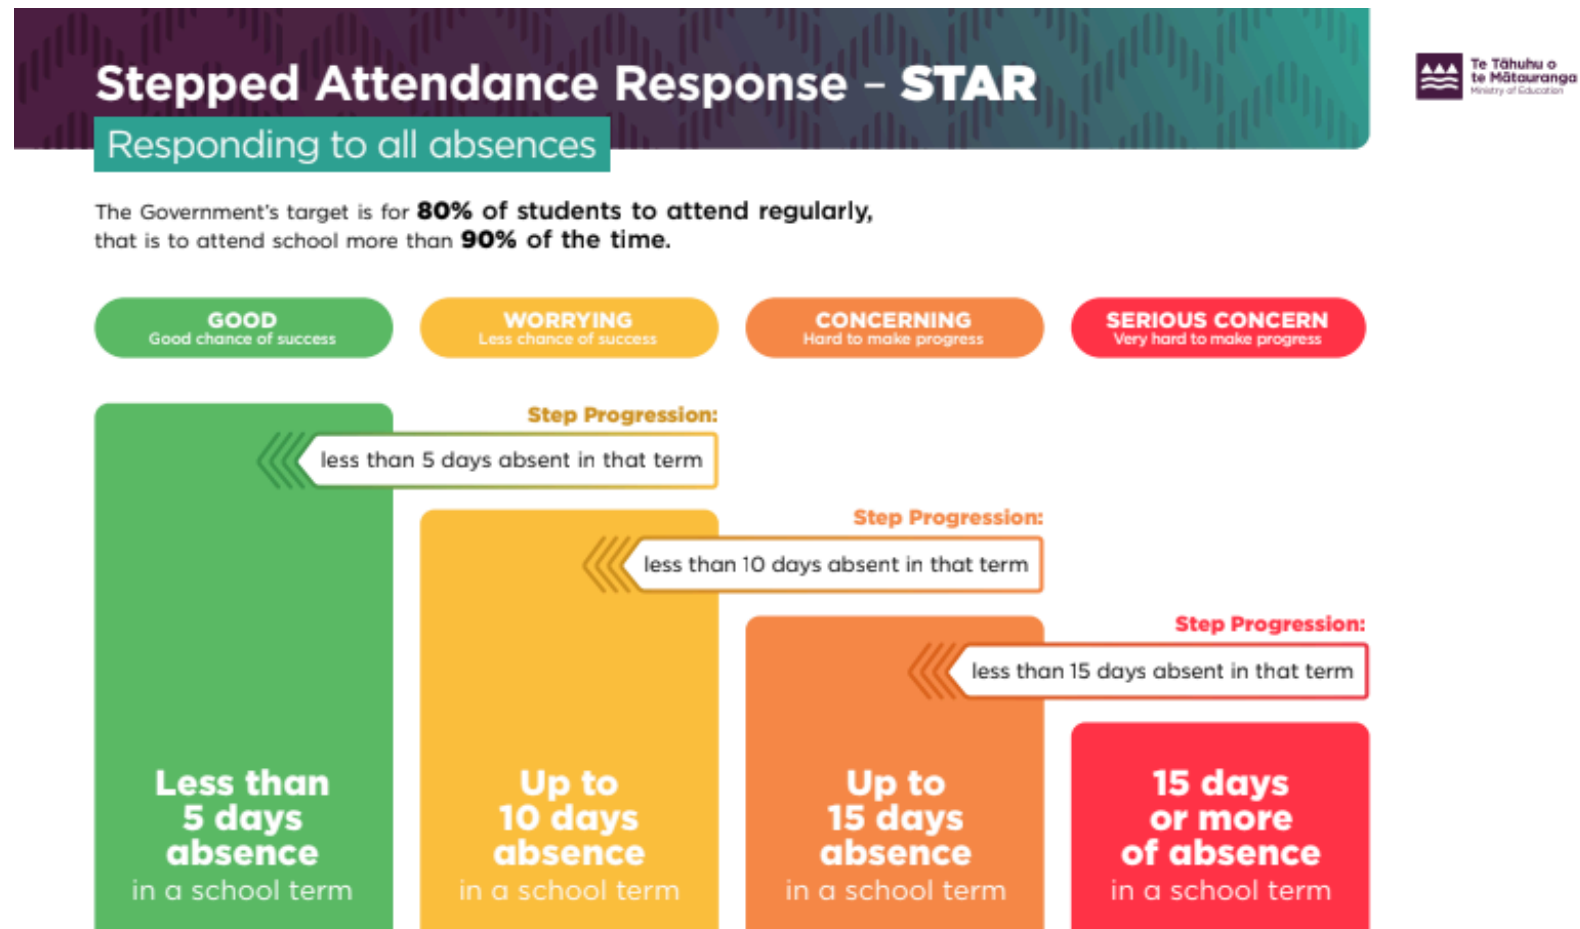 Stepped Attendance Response – STAR
Responding to all absences
Te Tāhuhu o
te Mātauranga
Ministry of Education
The Government's target is for 80% of students to attend regularly,
that is to attend school more than 90% of the time.
GOOD
Good chance of success
WORRYING
Less chance of success
CONCERNING
Hard to make progress
SERIOUS CONCERN
Very hard to make progress
Step Progression:
less than 5 days absent in that term
Step Progression:
less than 10 days absent in that term
Step Progression:
less than 15 days absent in that term
Less than
5 days
absence
in a school term
Up to
10 days
absence
in a school term
Up to
15 days
absence
in a school term
15 days
or more
of absence
in a school term